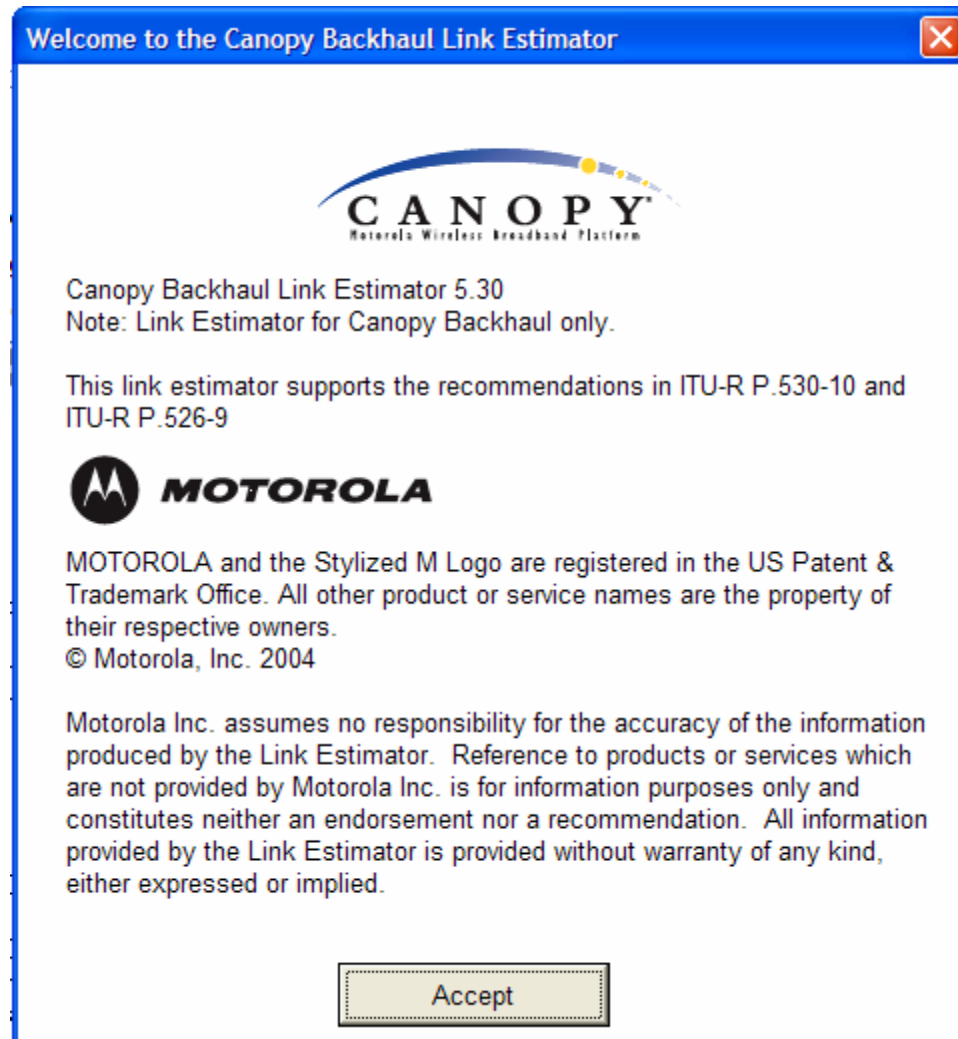 Welcome to the Canopy Backhaul Link Estimator
CANOPY
Motorola Wireless Broadband Platform
Canopy Backhaul Link Estimator 5.30
Note: Link Estimator for Canopy Backhaul only.
This link estimator supports the recommendations in ITU-R P.530-10 and
ITU-R P.526-9
MOTOROLA
MOTOROLA and the Stylized M Logo are registered in the US Patent &
Trademark Office. All other product or service names are the property of
their respective owners.
© Motorola, Inc. 2004
Motorola Inc. assumes no responsibility for the accuracy of the information
produced by the Link Estimator.  Reference to products or services which
are not provided by Motorola Inc. is for information purposes only and
constitutes neither an endorsement nor a recommendation.  All information
provided by the Link Estimator is provided without warranty of any kind,
either expressed or implied.
Accept